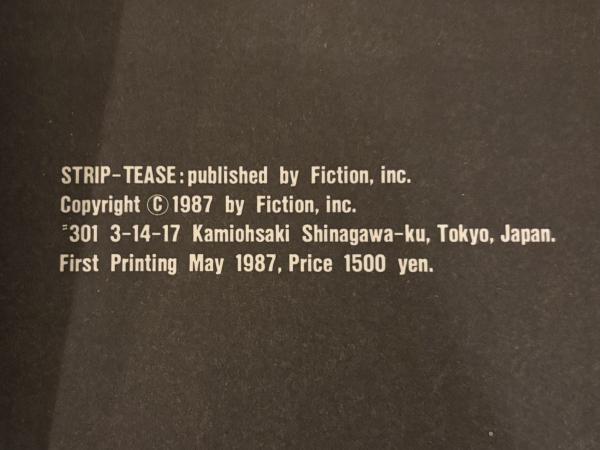 STRIP-TEASE: published by Fiction, inc.
Copyright © 1987 by Fiction, inc.
#301 3-14-17 Kamiohsaki Shinagawa-ku, Tokyo, Japan.
First Printing May 1987, Price 1500 yen.